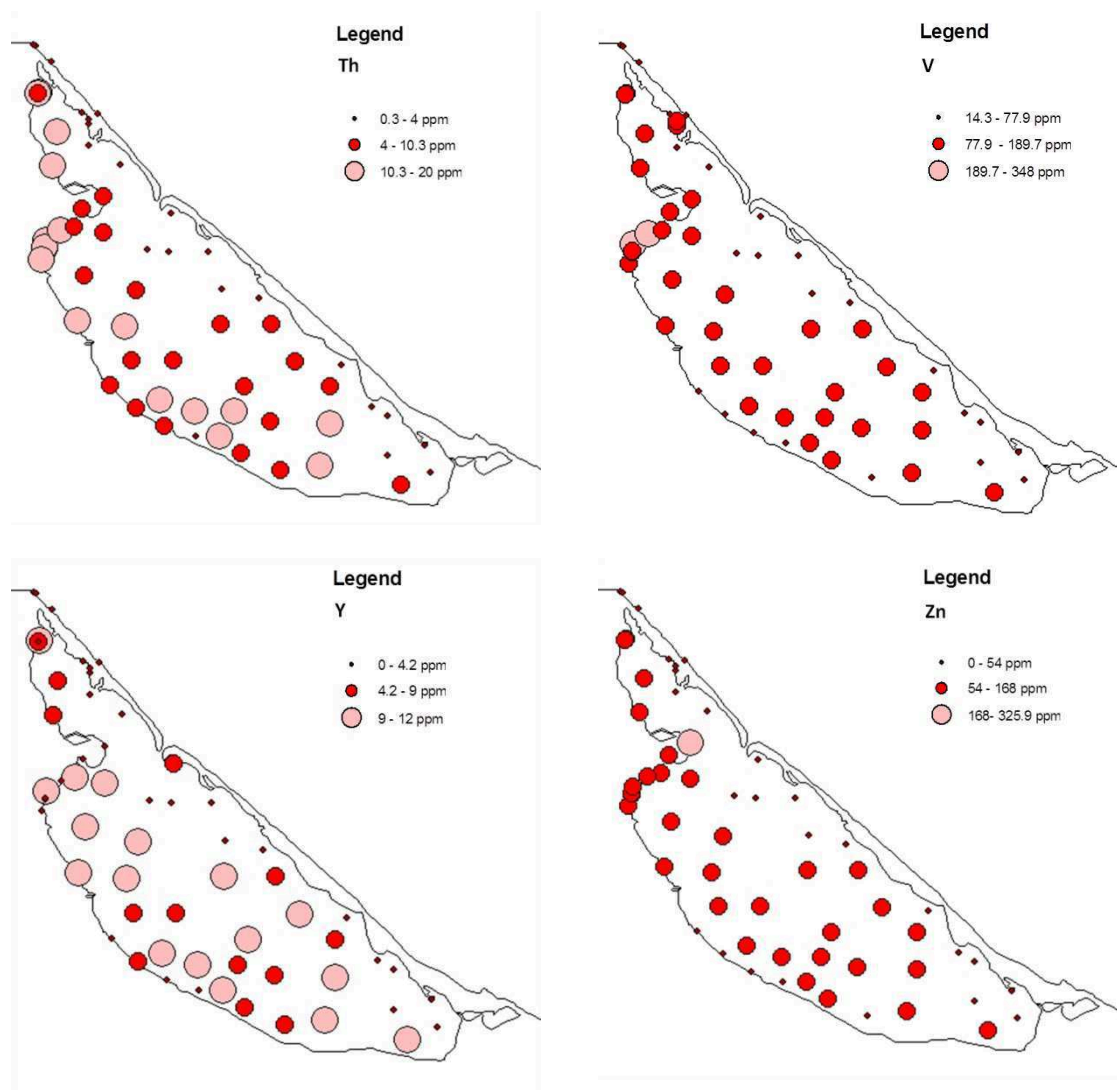 Legend
Th
0.3 - 4 ppm
4 - 10.3 ppm
10.3 - 20 ppm
Legend
V
14.3 - 77.9 ppm
77.9 - 189.7 ppm
189.7 - 348 ppm
Legend
Y
0 - 4.2 ppm
4.2 - 9 ppm
9 - 12 ppm
Legend
Zn
0 - 54 ppm
54 - 168 ppm
168- 325.9 ppm